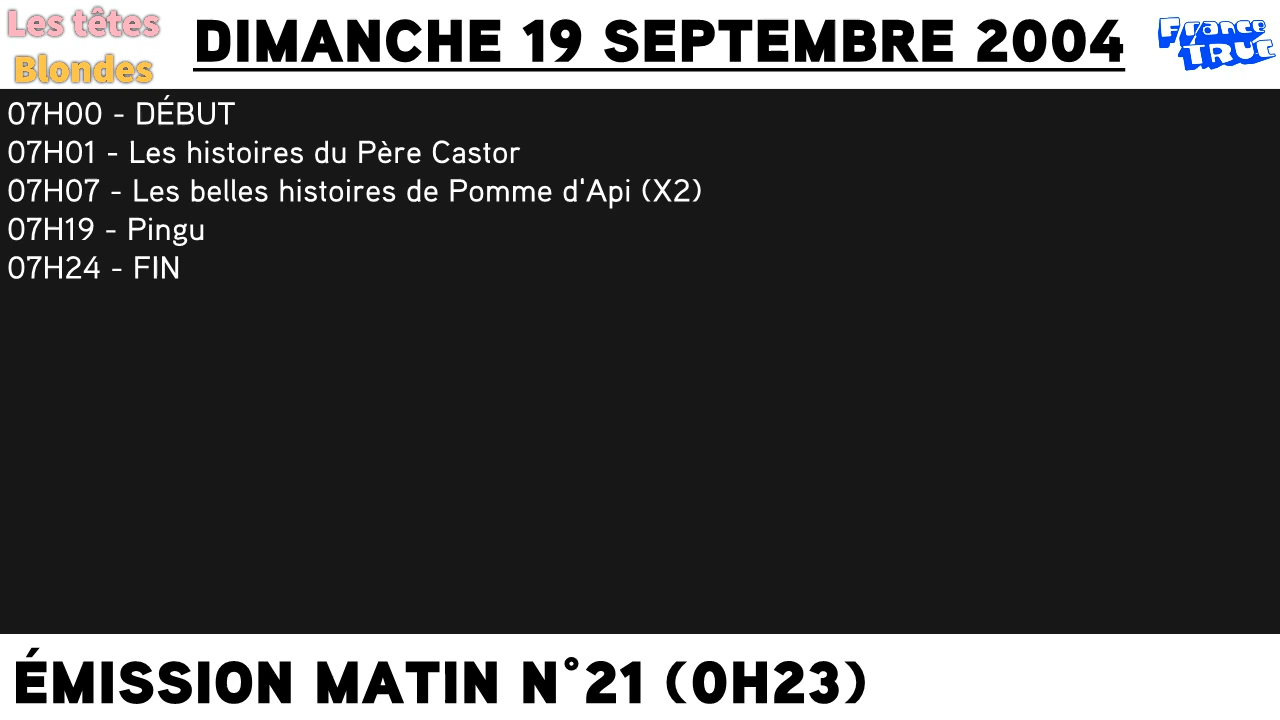 Les têtes
Blondes
DIMANCHE 19 SEPTEMBRE 2004
France
TRUC
07H00 - DÉBUT
07H01 - Les histoires du Père Castor
07H07 - Les belles histoires de Pomme d'Api (X2)
07H19 - Pingu
07H24 - FIN
ÉMISSION MATIN N°21 (0H23)